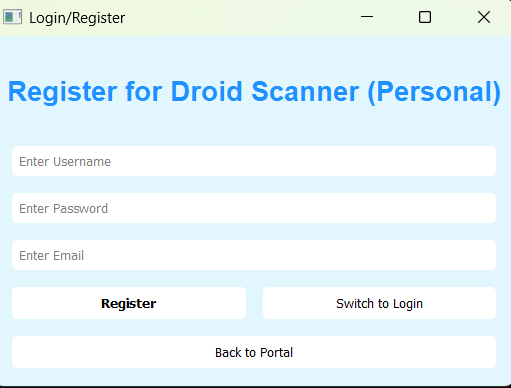 Login/Register
Register for Droid Scanner (Personal)
Enter Username
Enter Password
Enter Email
Register
Switch to Login
Back to Portal